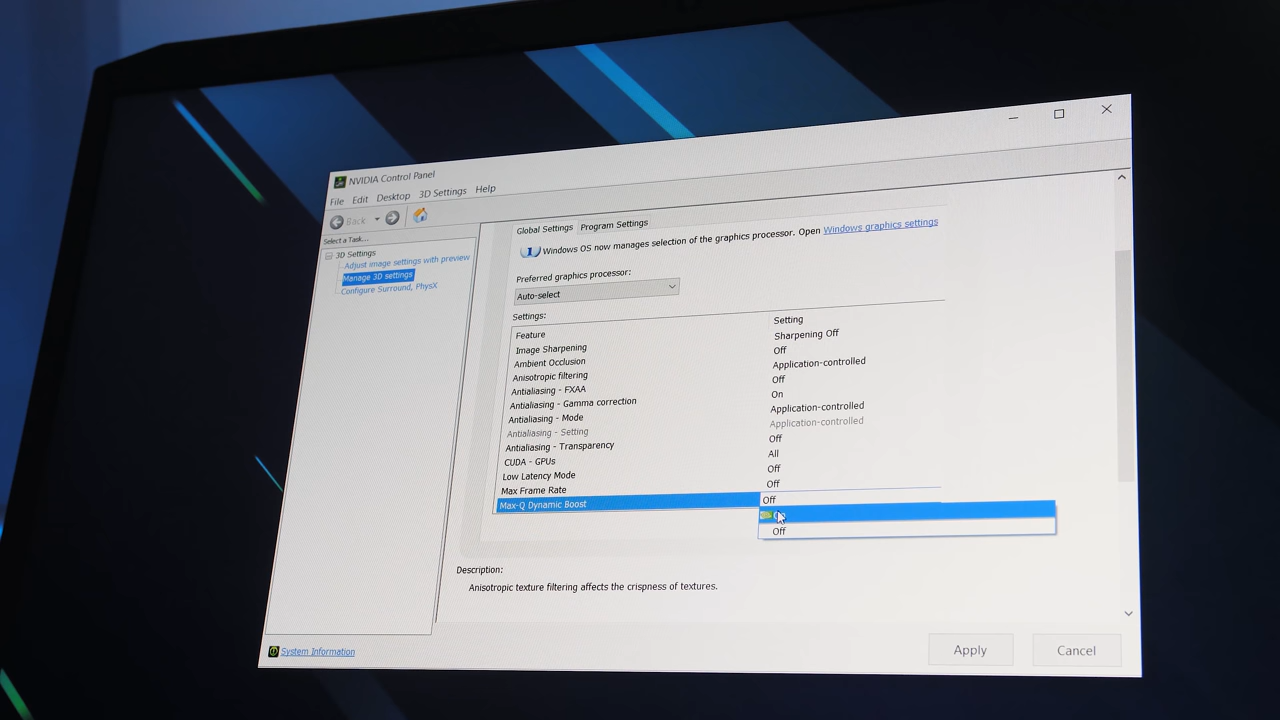 NVIDIA Control Panel
File Edit Desktop 3D Settings Help
Back
Select a Task...
3D Settings
Adjust image settings with preview
Manage 3D settings
Configure Surround, PhysX
Global Settings Program Settings
Windows OS now manages selection of the graphics processor. Open Windows graphics settings
Preferred graphics processor:
Auto-select
Settings:
Feature Setting
Image Sharpening Sharpening Off
Ambient Occlusion Off
Anisotropic filtering Application-controlled
Antialiasing - FXAA Off
Antialiasing - Gamma correction On
Antialiasing - Mode Application-controlled
Antialiasing - Setting Application-controlled
Antialiasing - Transparency Off
CUDA - GPUs All
Low Latency Mode Off
Max Frame Rate Off
Max-Q Dynamic Boost Off
Off
Description:
Anisotropic texture filtering affects the crispness of textures.
System Information
Apply Cancel